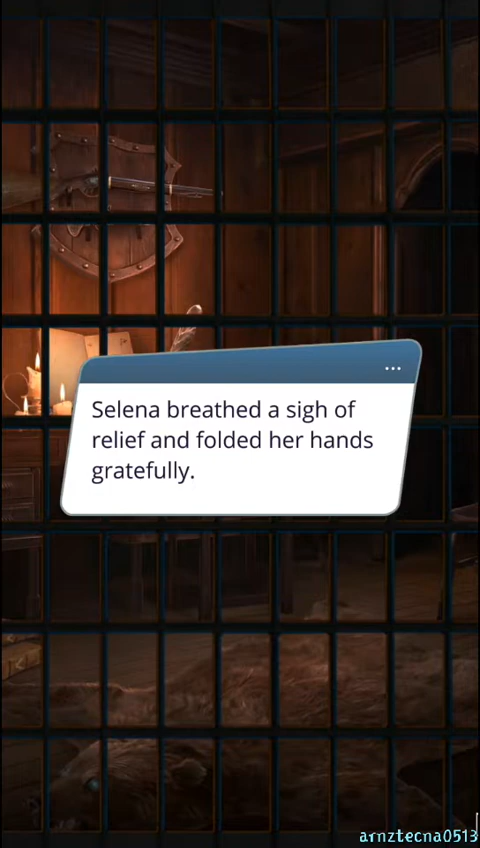 ...
Selena breathed a sigh of
relief and folded her hands
gratefully.
arnztecna0513